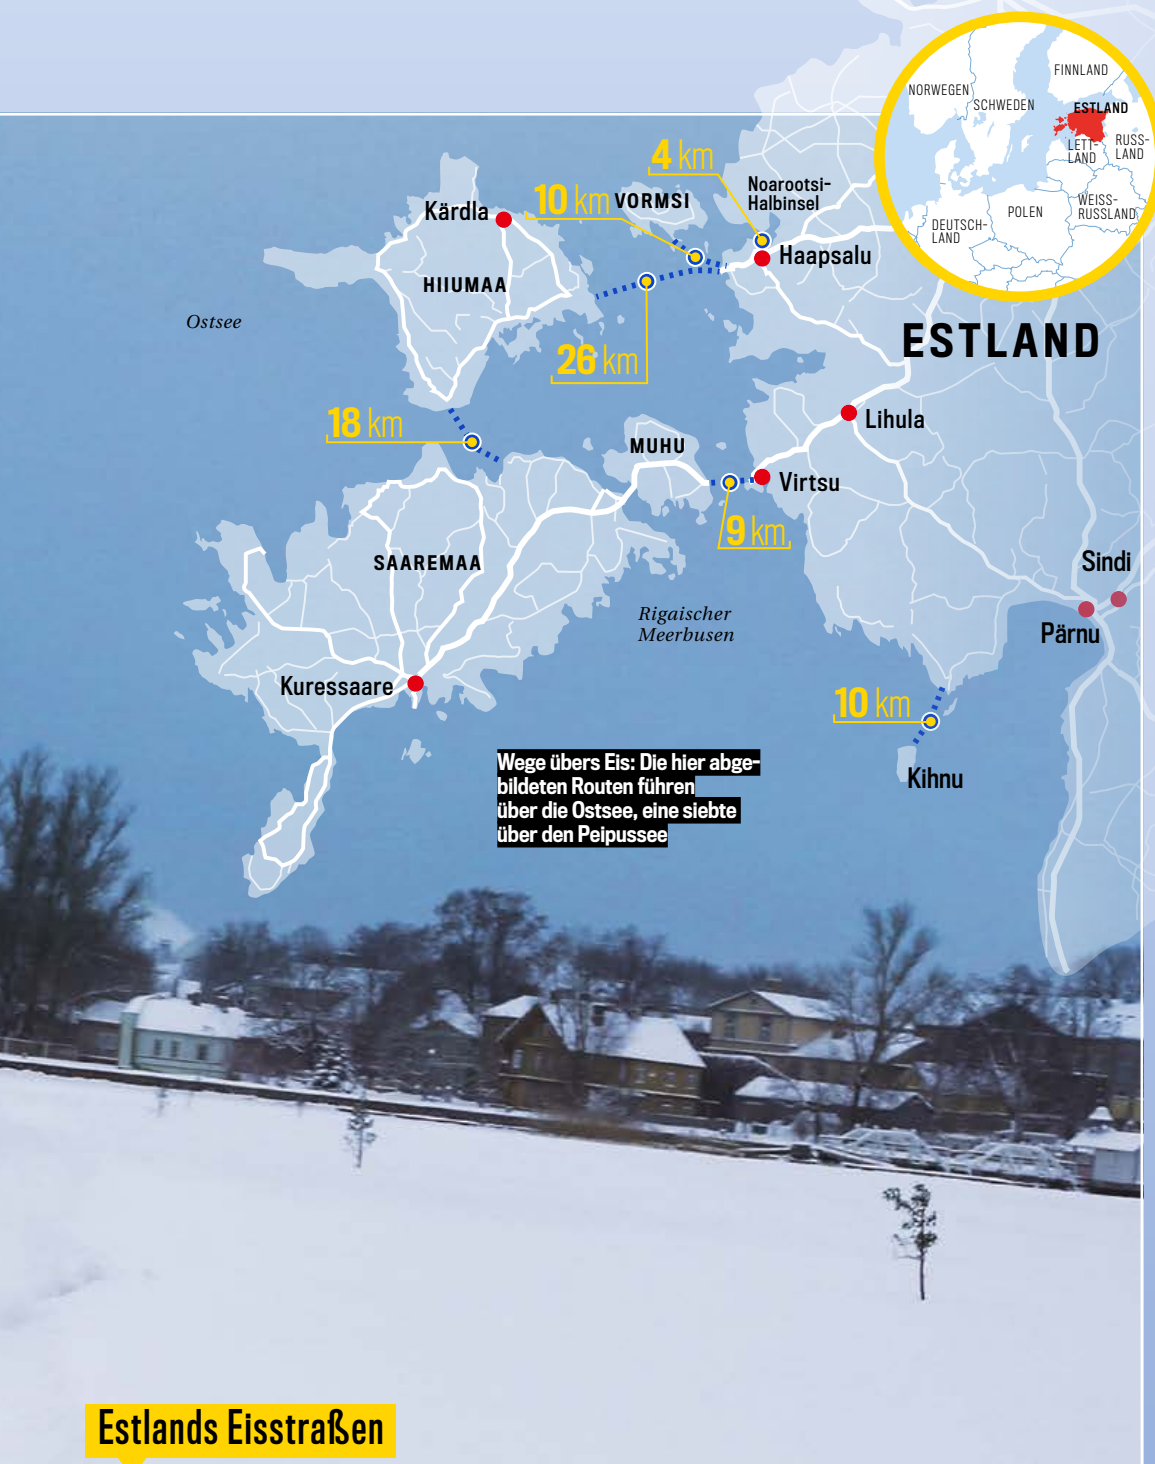 NORWEGEN
SCHWEDEN
FINNLAND
ESTLAND
LETT-
LAND
RUSS-
LAND
WEISS-
RUSSLAND
POLEN
DEUTSCH-
LAND
4 km
10 km
VORMSI
Noarootsi-
Halbinsel
Kärdla
Haapsalu
HIIUMAA
Ostsee
ESTLAND
26 km
18 km
Lihula
MUHU
Virtsu
9 km
SAAREMAA
Sindi
Rigaischer
Meerbusen
Pärnu
Kuressaare
10 km
Kihnu
Wege übers Eis: Die hier abge-
bildeten Routen führen
über die Ostsee, eine siebte
über den Peipussee
Estlands Eisstraßen